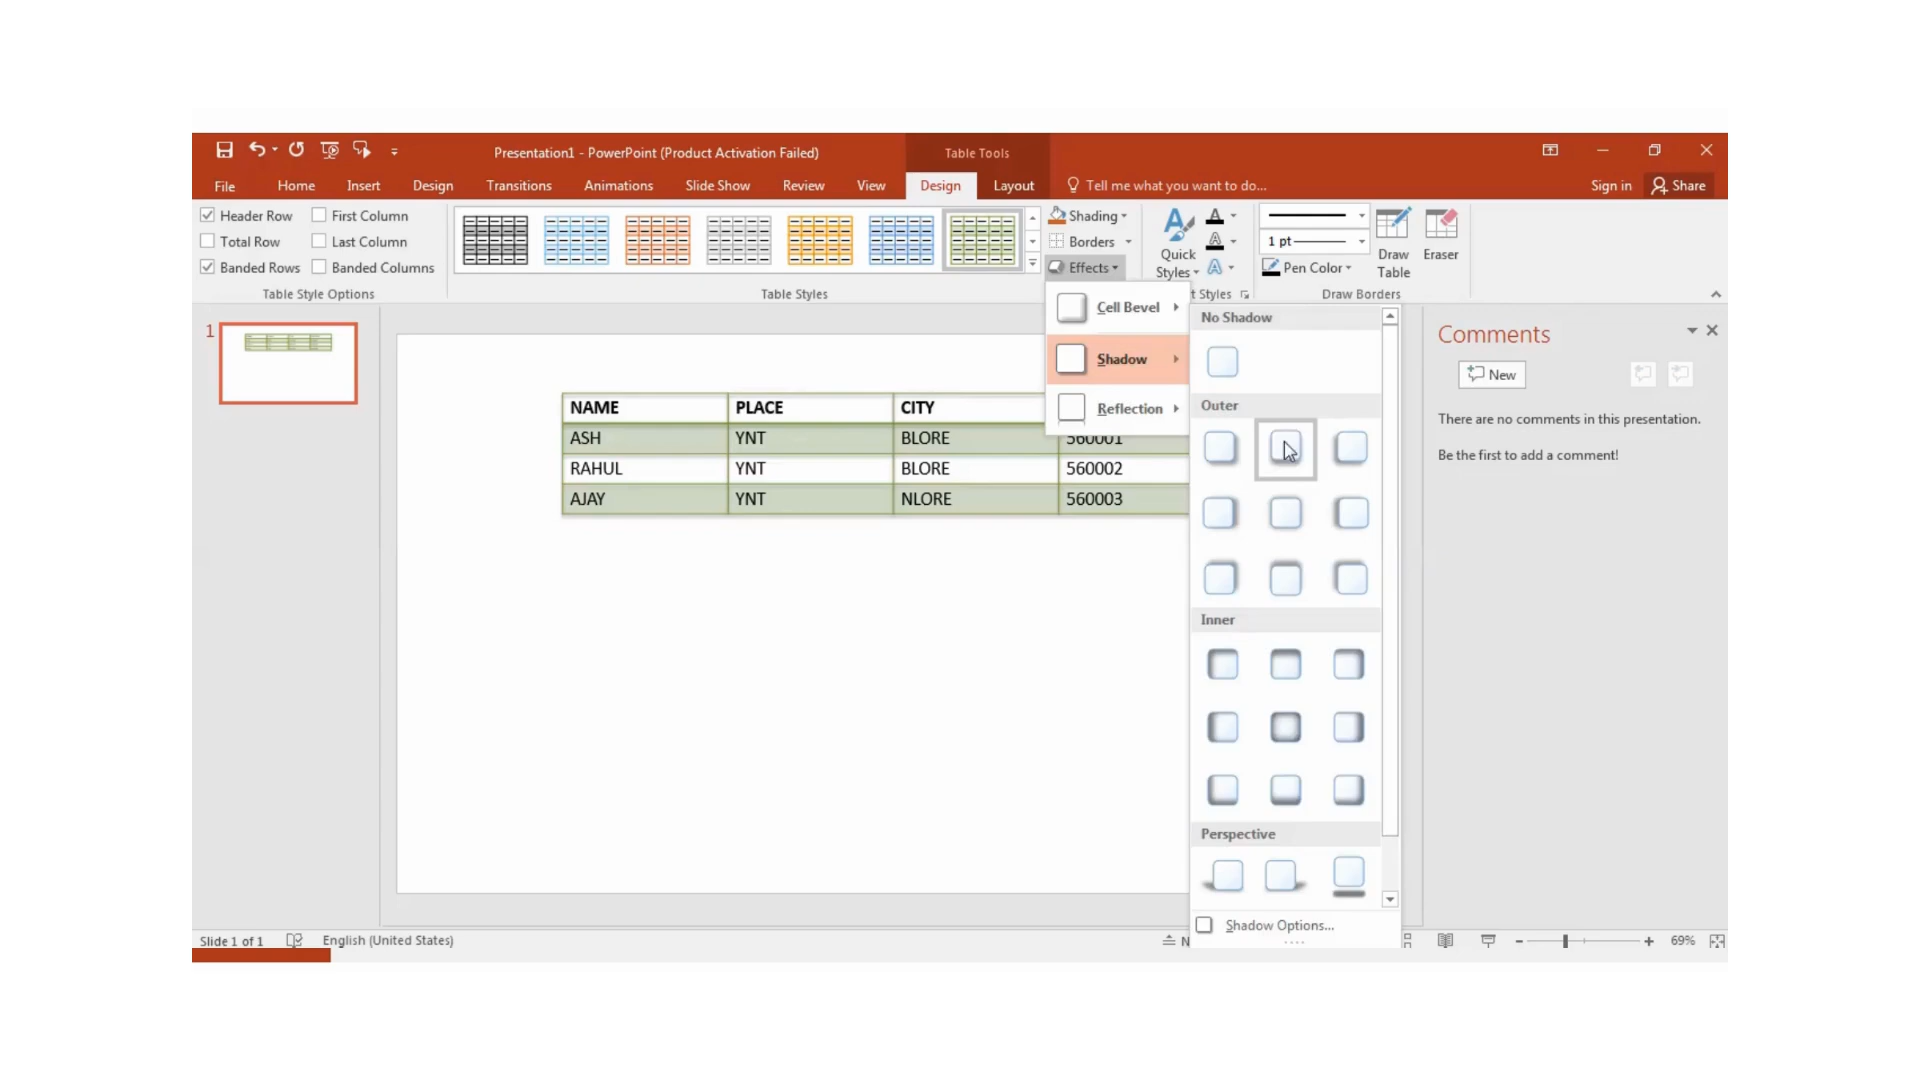 Presentation1 - PowerPoint (Product Activation Failed)
Table Tools
File Home Insert Design Transitions Animations Slide Show Review View Design Layout Tell me what you want to do... Sign in Share
Header Row First Column
Total Row Last Column
Banded Rows Banded Columns
Table Style Options
Table Styles
Shading
Borders
Effects
Quick
Styles
t Styles
1 pt
Pen Color
Draw
Table
Eraser
Draw Borders
Cell Bevel
Shadow
Reflection
No Shadow
Outer
Inner
Perspective
Shadow Options...
1
NAME PLACE CITY
ASH YNT BLORE 560001
RAHUL YNT BLORE 560002
AJAY YNT NLORE 560003
Comments
New
There are no comments in this presentation.
Be the first to add a comment!
Slide 1 of 1 English (United States) N 69%